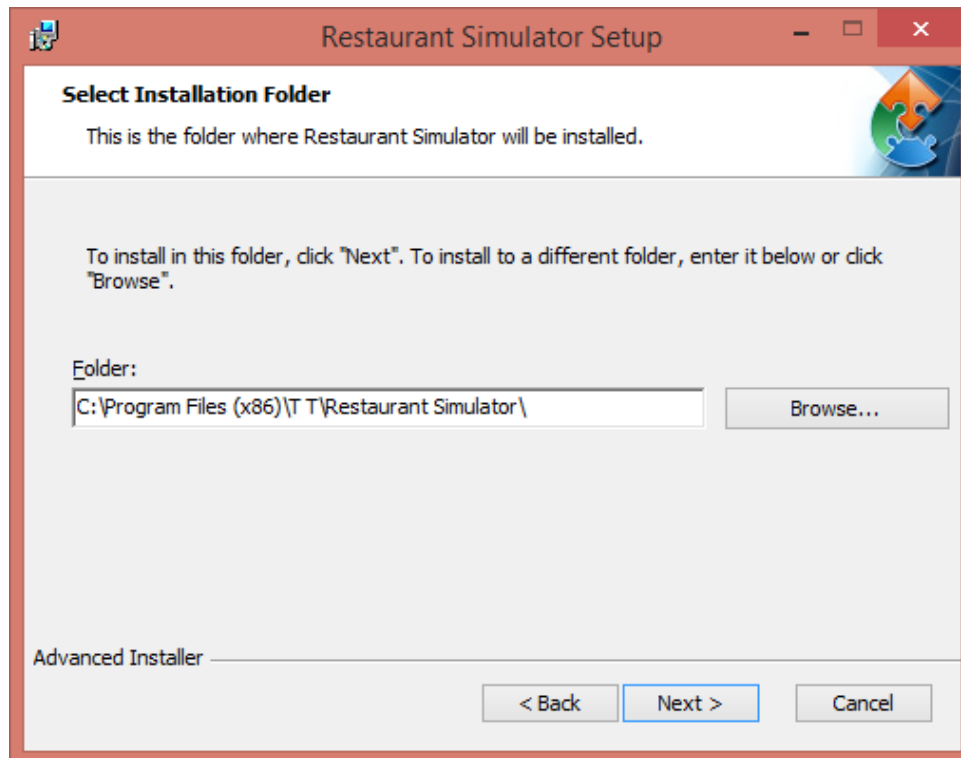 Restaurant Simulator Setup
Select Installation Folder
This is the folder where Restaurant Simulator will be installed.
To install in this folder, click "Next". To install to a different folder, enter it below or click
"Browse".
Folder:
C:\Program Files (x86)\T T\Restaurant Simulator\
Browse...
Advanced Installer
< Back
Next >
Cancel